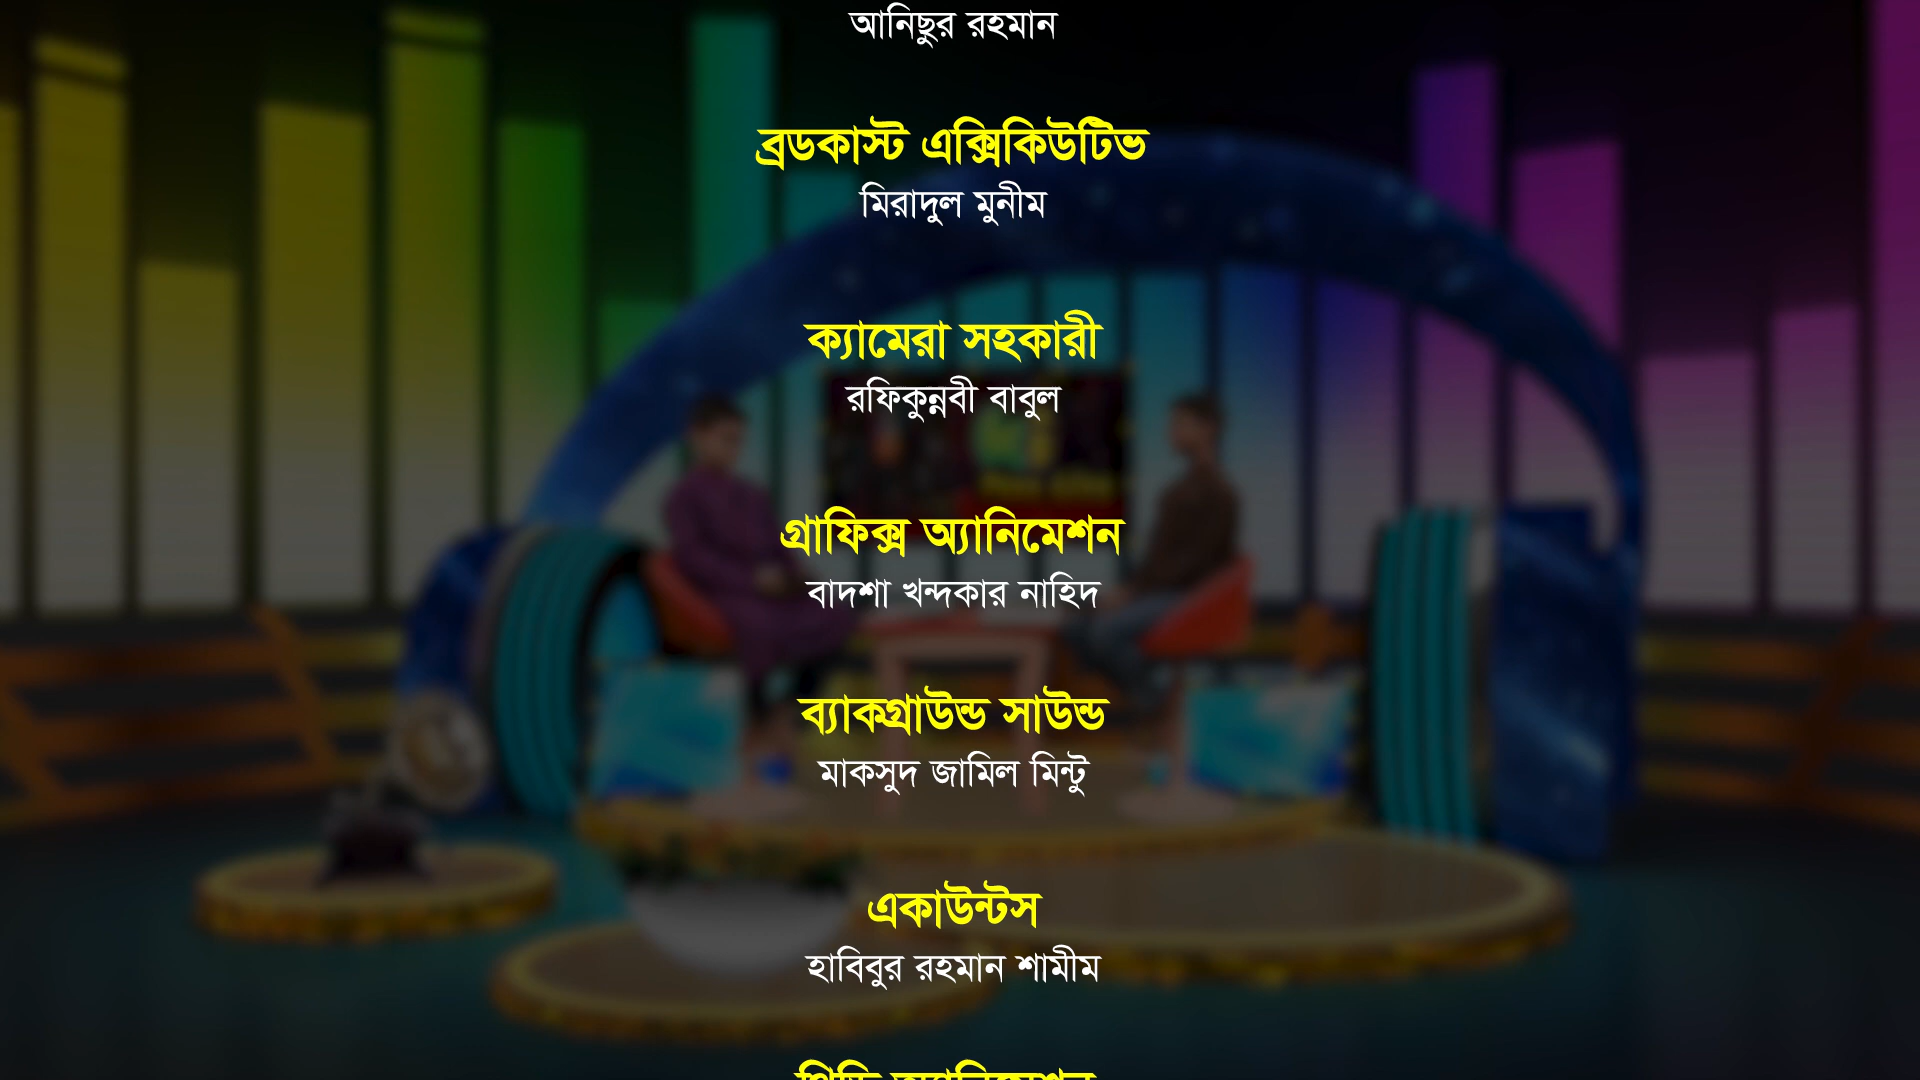 আনিছুর রহমান
ব্রডকাস্ট এক্সিকিউটিভ
মিরাদুল মুনীম
ক্যামেরা সহকারী
রফিকুন্নবী বাবুল
গ্রাফিক্স অ্যানিমেশন
বাদশা খন্দকার নাহিদ
ব্যাকগ্রাউন্ড সাউন্ড
মাকসুদ জামিল মিন্টু
একাউন্টস
হাবিবুর রহমান শামীম